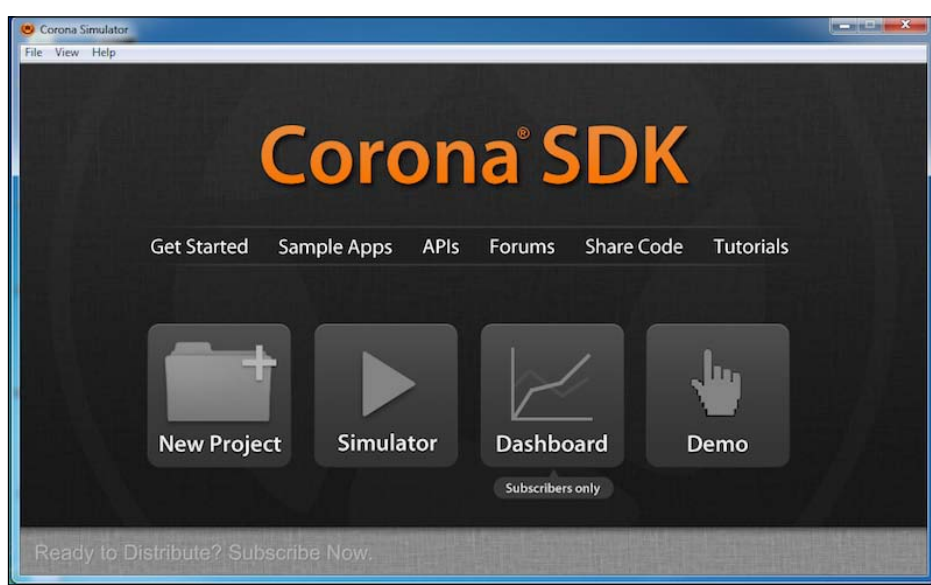 Corona Simulator
File View Help
Corona® SDK
Get Started Sample Apps APIs Forums Share Code Tutorials
New Project Simulator Dashboard Demo
Subscribers only
Ready to Distribute? Subscribe Now.